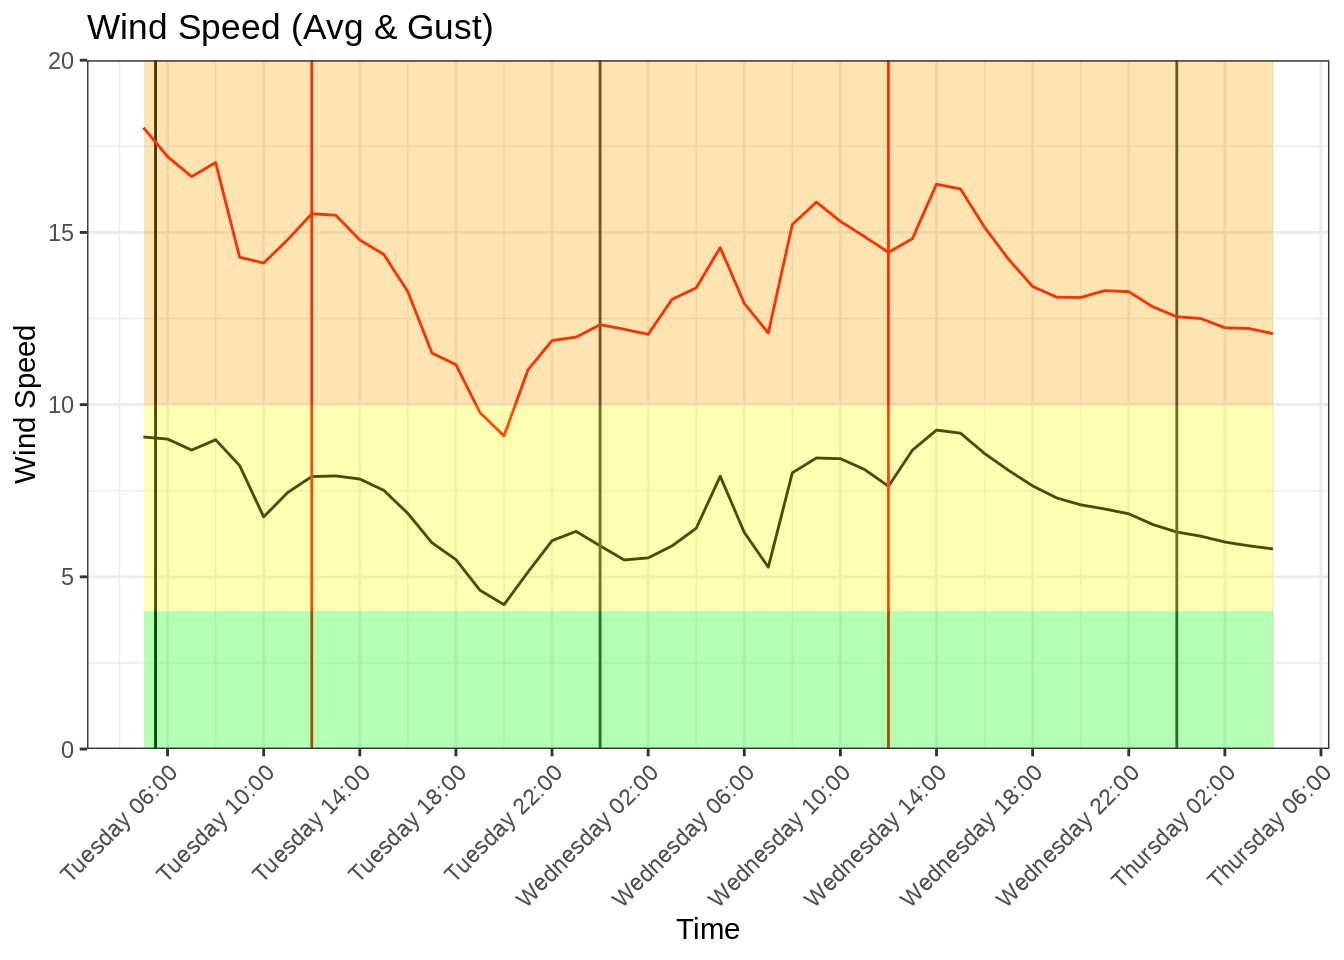 Wind Speed (Avg & Gust)
Wind Speed
20
15
10
5
0
Tuesday 06:00
Tuesday 10:00
Tuesday 14:00
Tuesday 18:00
Tuesday 22:00
Wednesday 02:00
Wednesday 06:00
Wednesday 10:00
Wednesday 14:00
Wednesday 18:00
Wednesday 22:00
Thursday 02:00
Thursday 06:00
Time